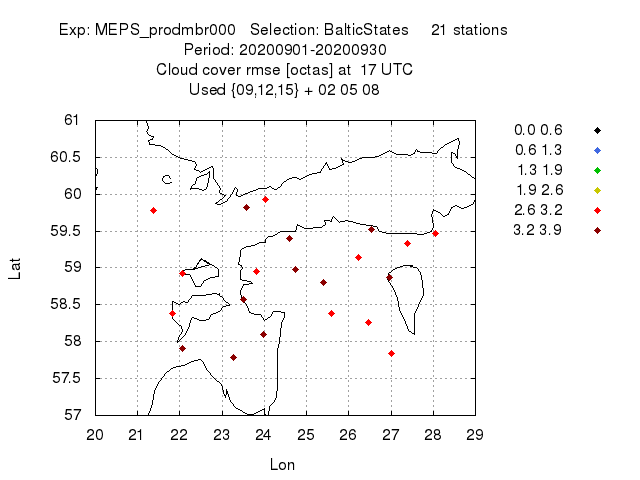 Exp: MEPS_prodmbr000 Selection: BalticStates 21 stations
Period: 20200901-20200930
Cloud cover rmse [octas] at 17 UTC
Used {09,12,15} + 02 05 08
61
60.5
60
59.5
59
58.5
58
57.5
57
Lat
20 21 22 23 24 25 26 27 28 29
Lon
0.0 0.6
0.6 1.3
1.3 1.9
1.9 2.6
2.6 3.2
3.2 3.9